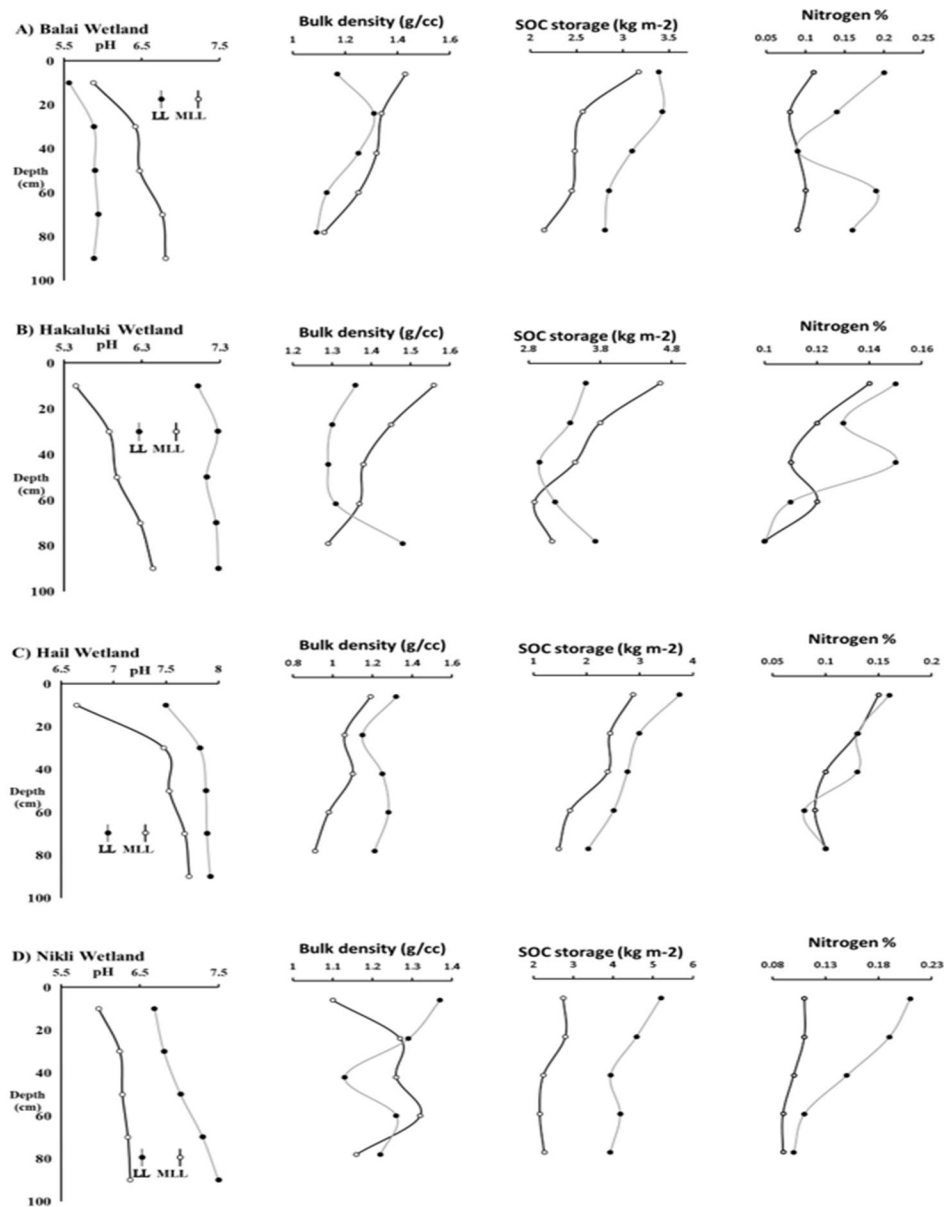 A) Balai Wetland
pH
5.5 6.5 7.5
0
20
40
60
80
100
Depth
(cm)
LL MLL
Bulk density (g/cc)
1 1.2 1.4 1.6
SOC storage (kg m-2)
2 2.5 3 3.5
Nitrogen %
0.05 0.1 0.15 0.2 0.25
B) Hakaluki Wetland
pH
5.3 6.3 7.3
0
20
40
60
80
100
Depth
(cm)
LL MLL
Bulk density (g/cc)
1.2 1.3 1.4 1.5 1.6
SOC storage (kg m-2)
2.8 3.8 4.8
Nitrogen %
0.1 0.12 0.14 0.16
C) Hail Wetland
6.5 7 7.5 8
pH
0
20
40
60
80
100
Depth
(cm)
LL MLL
Bulk density (g/cc)
0.8 1 1.2 1.4 1.6
SOC storage (kg m-2)
1 2 3 4
Nitrogen %
0.05 0.1 0.15 0.2
D) Nikli Wetland
5.5 pH 6.5 7.5
0
20
40
60
80
100
Depth
(cm)
LL MLL
Bulk density (g/cc)
1 1.1 1.2 1.3 1.4
SOC storage (kg m-2)
2 3 4 5 6
Nitrogen %
0.08 0.13 0.18 0.23